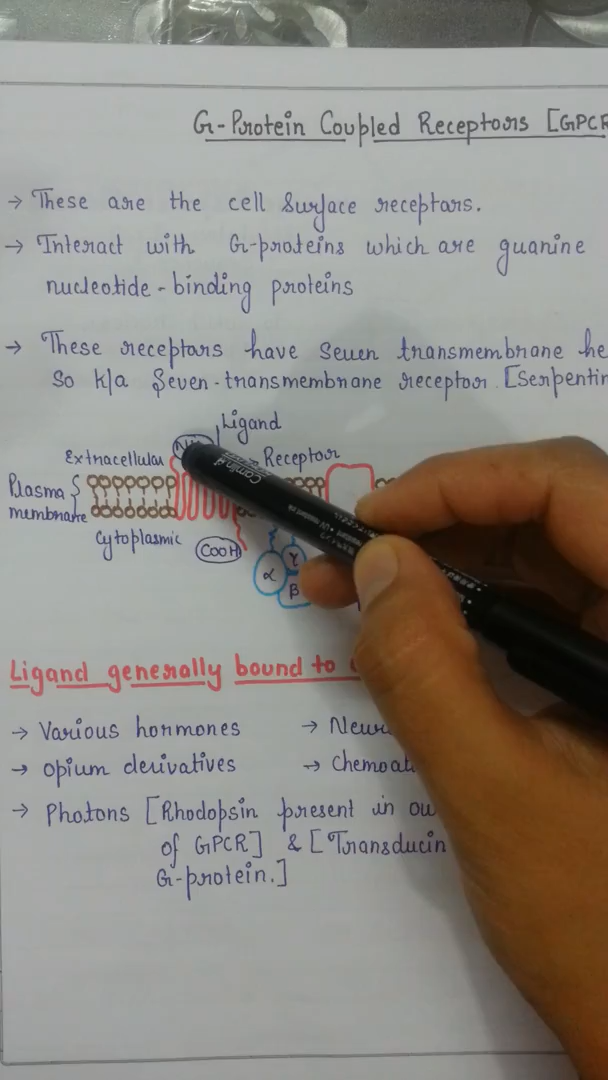 G-Protein Coupled Receptors [GPCR
→ These are the cell surface receptors.
→ Interact with G-proteins which are guanine
nucleotide-binding proteins
→ These receptors have seven transmembrane he
So k/a Seven-transmembrane receptor. [Serpentin
Ligand
Extracellular
Receptor
Plasma
membrane
Cytoplasmic
COOH
α
γ
β
Camlin
Ligand generally bound to
→ Various hormones → Neur
→ opium derivatives → Chemoat
→ Photons [Rhodopsin present in ou
of GPCR] & [Transducin
G-protein.]